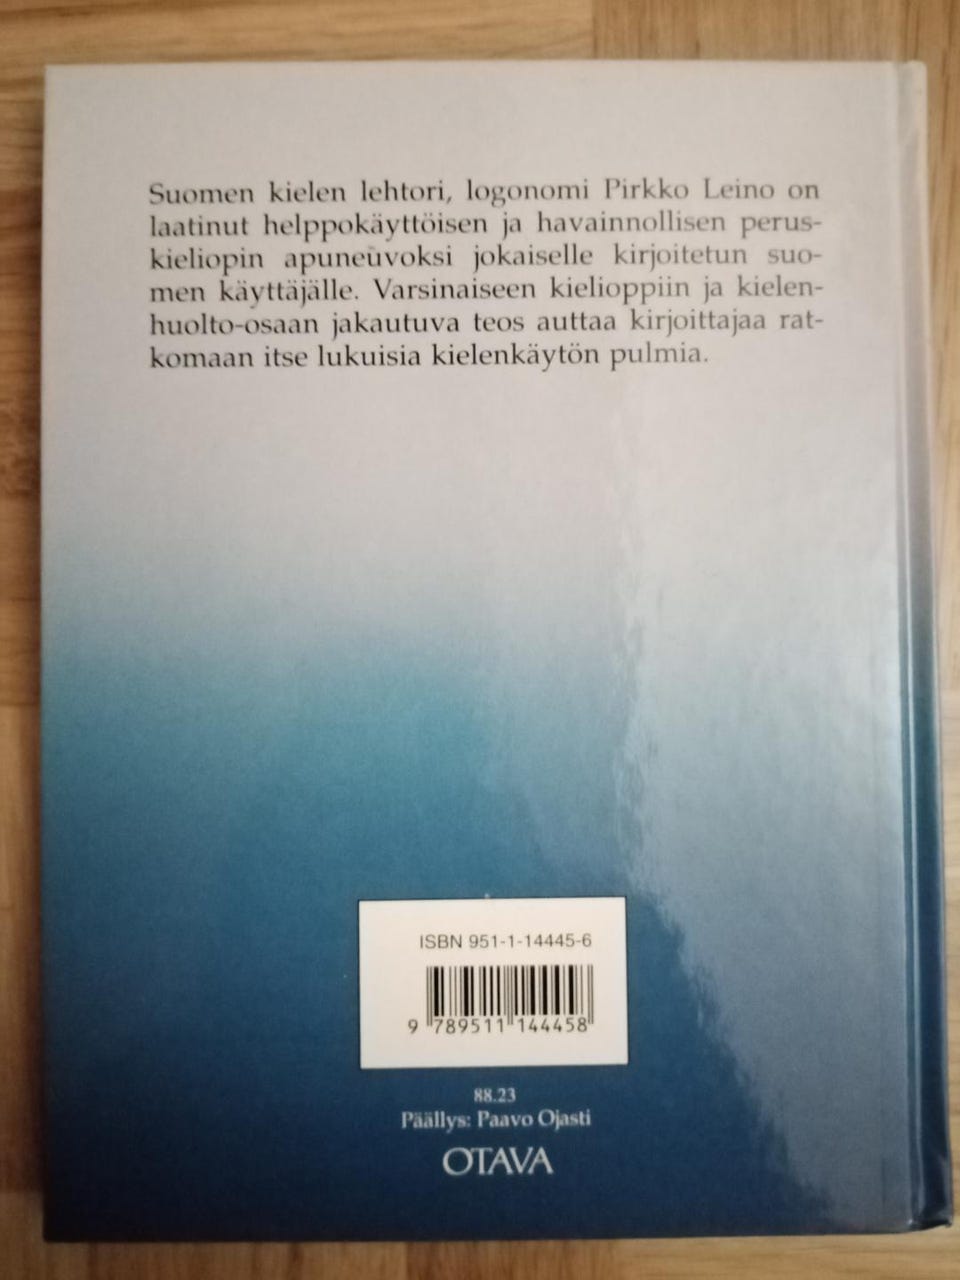 Suomen kielen lehtori, logonomi Pirkko Leino on
laatinut helppokäyttöisen ja havainnollisen perus-
kieliopin apuneuvoksi jokaiselle kirjoitetun suo-
men käyttäjälle. Varsinaiseen kielioppiin ja kielen-
huolto-osaan jakautuva teos auttaa kirjoittajaa rat-
komaan itse lukuisia kielenkäytön pulmia.
ISBN 951-1-14445-6
9 789511 144458
88.23
Päällys: Paavo Ojasti
OTAVA